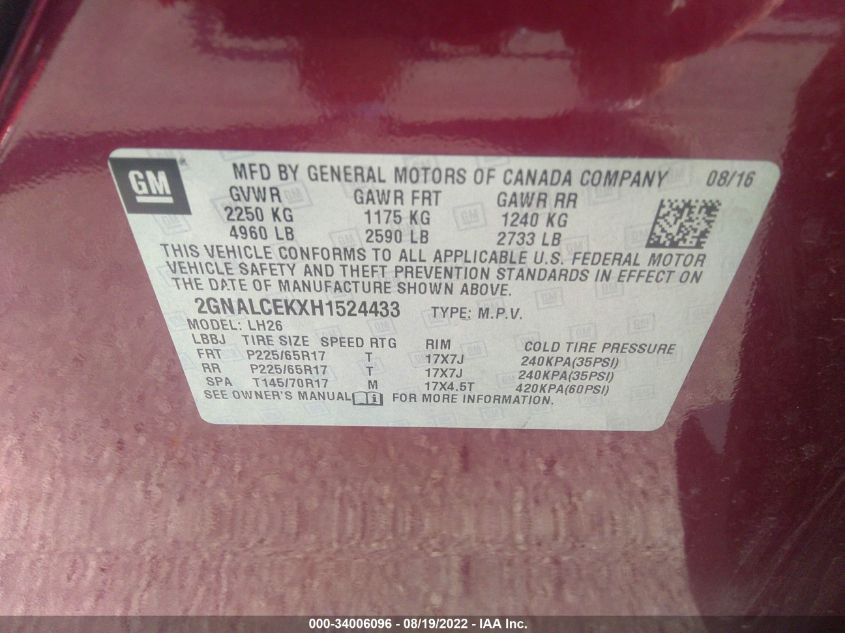 GM
MFD BY GENERAL MOTORS OF CANADA COMPANY 08/16
GVWR GAWR FRT GAWR RR
2250 KG 1175 KG 1240 KG
4960 LB 2590 LB 2733 LB
THIS VEHICLE CONFORMS TO ALL APPLICABLE U.S. FEDERAL MOTOR
VEHICLE SAFETY AND THEFT PREVENTION STANDARDS IN EFFECT ON
THE DATE OF MANUFACTURE SHOWN ABOVE.
2GNALCEKXH1524433 TYPE: M.P.V.
MODEL: LH26
LBBJ TIRE SIZE SPEED RTG RIM COLD TIRE PRESSURE
FRT P225/65R17 T 17X7J 240KPA(35PSI)
RR P225/65R17 T 17X7J 240KPA(35PSI)
SPA T145/70R17 M 17X4.5T 420KPA(60PSI)
SEE OWNER'S MANUAL i FOR MORE INFORMATION.
000-34006096 - 08/19/2022 - IAA Inc.